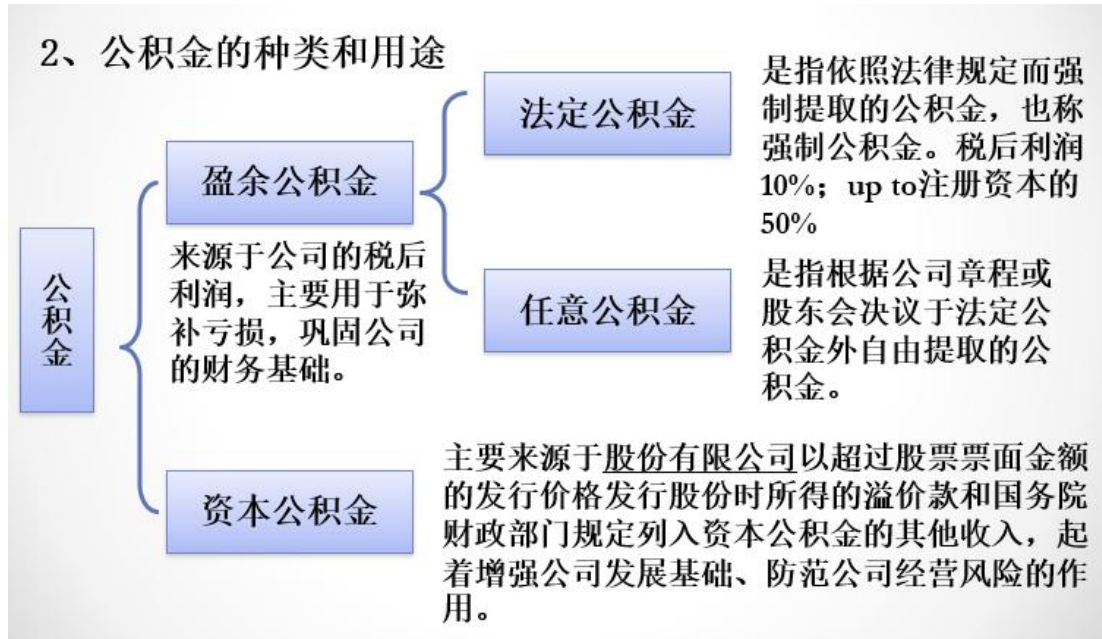 2、公积金的种类和用途
公
积
金
盈余公积金
来源于公司的税后
利润，主要用于弥
补亏损，巩固公司
的财务基础。
法定公积金
是指依照法律规定而强
制提取的公积金，也称
强制公积金。税后利润
10%；up to注册资本的
50%
任意公积金
是指根据公司章程或
股东会决议于法定公
积金外自由提取的公
积金。
资本公积金
主要来源于股份有限公司以超过股票票面金额
的发行价格发行股份时所得的溢价款和国务院
财政部门规定列入资本公积金的其他收入，起
着增强公司发展基础、防范公司经营风险的作
用。